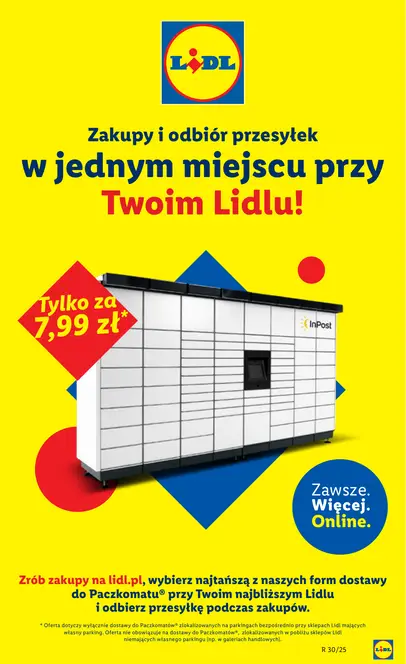 LIDL
Zakupy i odbiór przesyłek
w jednym miejscu przy
Twoim Lidlu!
Tylko za
7,99 zł*
InPost
Zawsze.
Więcej.
Online.
Zrób zakupy na lidl.pl, wybierz najtańszą z naszych form dostawy
do Paczkomatu® przy Twoim najbliższym Lidlu
i odbierz przesyłkę podczas zakupów.
* Oferta dotyczy wyłącznie dostawy do Paczkomatów® zlokalizowanych na parkingach bezpośrednio przy sklepach Lidl mających
własny parking. Oferta nie obowiązuje na dostawy do Paczkomatów®, zlokalizowanych w pobliżu sklepów Lidl
niemających własnego parkingu (np. w galeriach handlowych).
R 30/25
LIDL